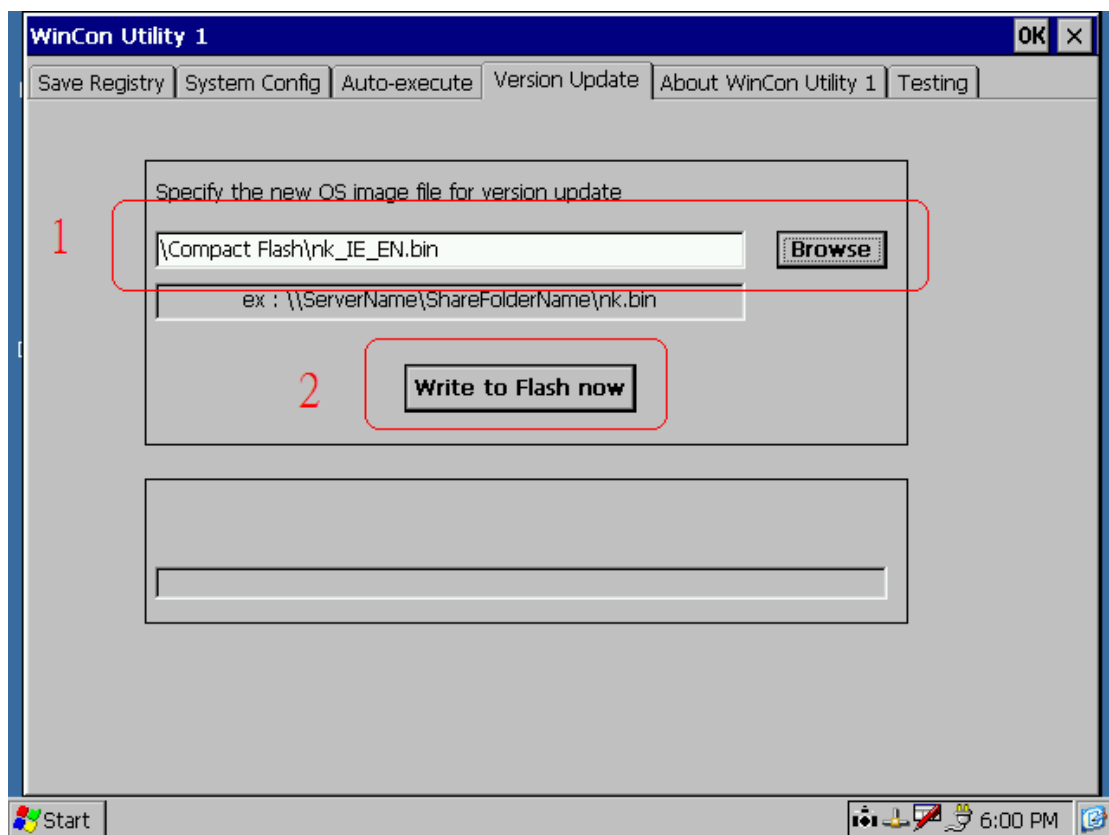 WinCon Utility 1 OK ×
Save Registry System Config Auto-execute Version Update About WinCon Utility 1 Testing
Specify the new OS image file for version update
1
\Compact Flash\nk_IE_EN.bin Browse
ex : \\ServerName\ShareFolderName\nk.bin
2 Write to Flash now
Start 6:00 PM